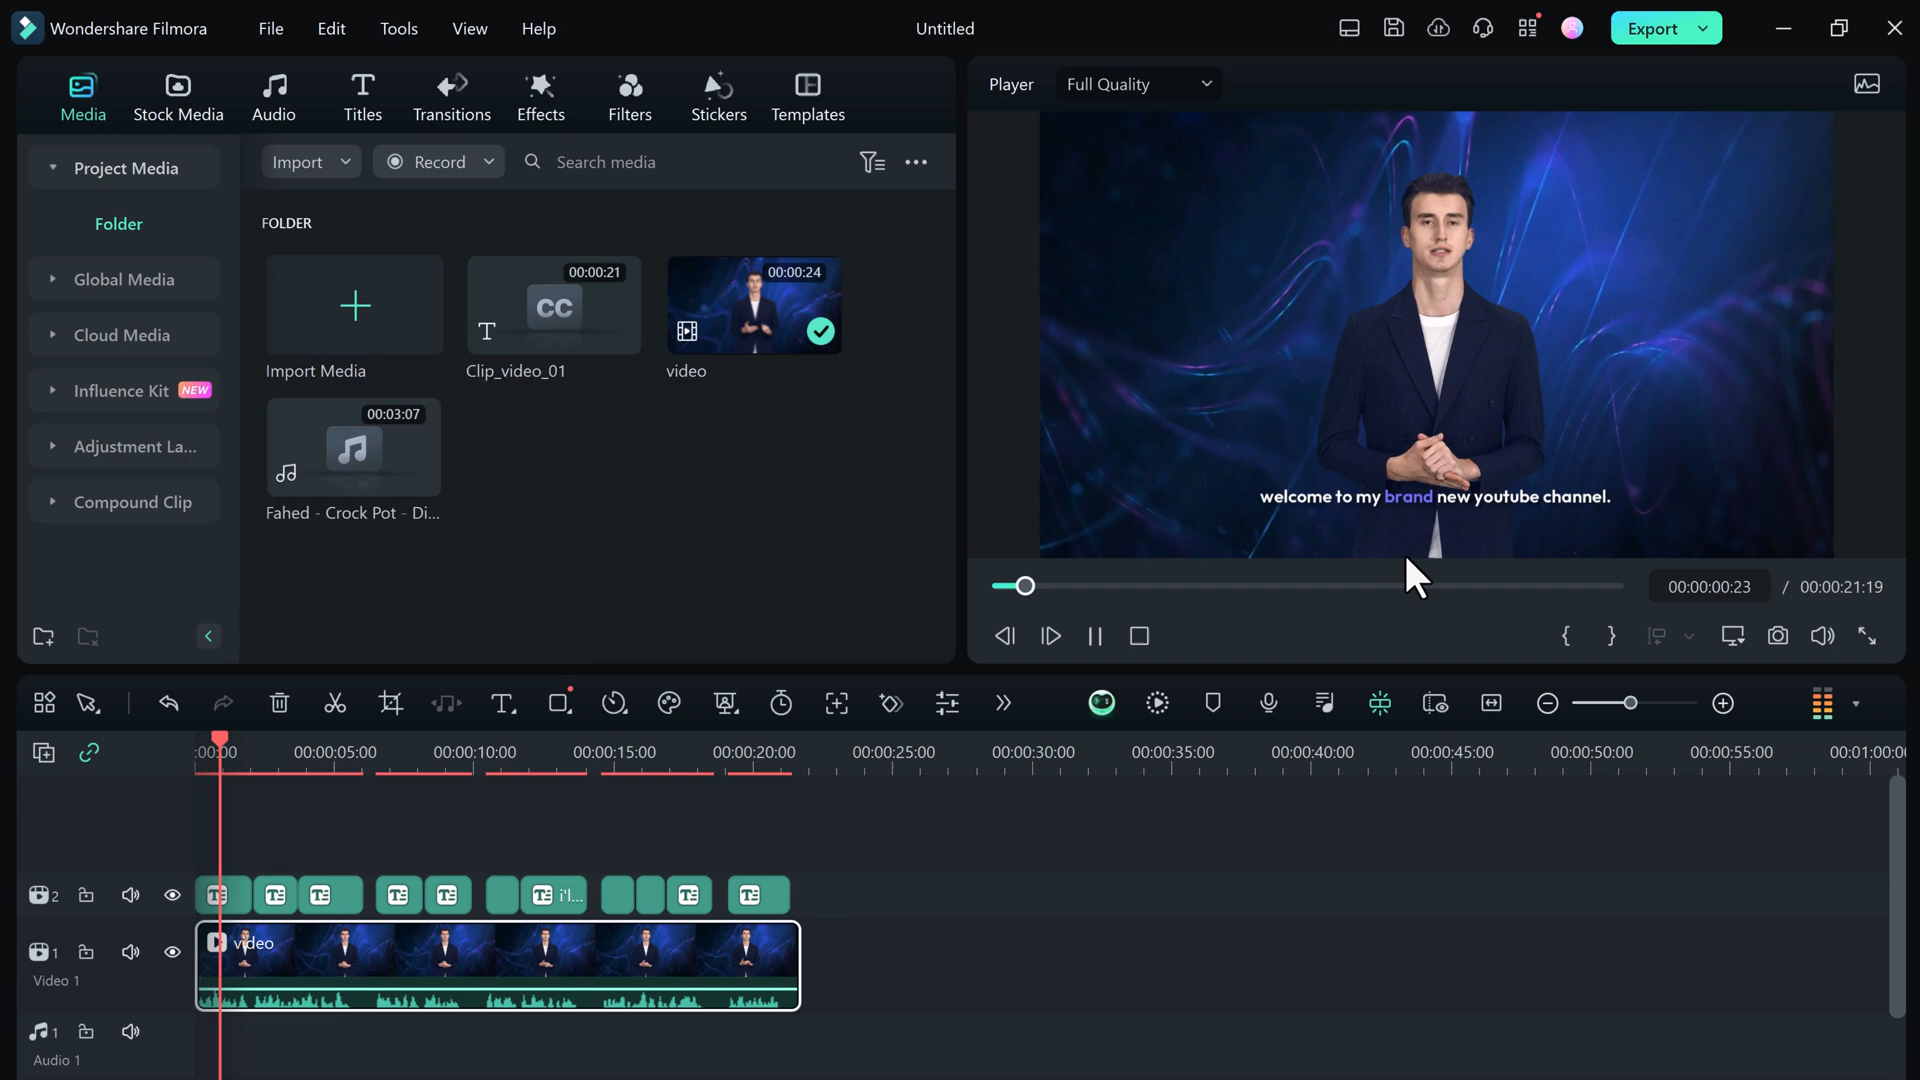 Wondershare Filmora
File
Edit
Tools
View
Help
Untitled
Export
Media
Stock Media
Audio
Titles
Transitions
Effects
Filters
Stickers
Templates
Player
Full Quality
Project Media
Folder
Global Media
Cloud Media
Influence Kit NEW
Adjustment La...
Compound Clip
Import
Record
Search media
FOLDER
Import Media
00:00:21
CC
T
Clip_video_01
00:00:24
video
00:03:07
Fahed - Crock Pot - Di...
welcome to my brand new youtube channel.
00:00:00:23 / 00:00:21:19
:00:00
00:00:05:00
00:00:10:00
00:00:15:00
00:00:20:00
00:00:25:00
00:00:30:00
00:00:35:00
00:00:40:00
00:00:45:00
00:00:50:00
00:00:55:00
00:01:00:0
2
i'l...
1
video
Video 1
1
Audio 1